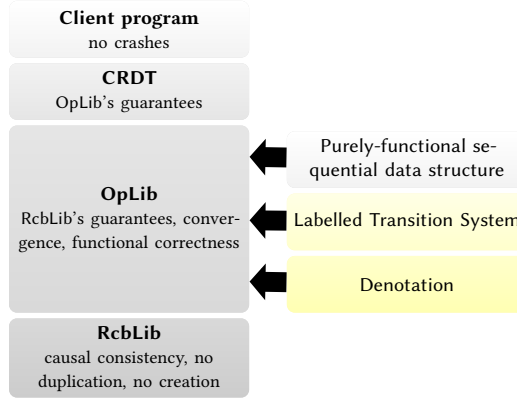 Client program
no crashes
CRDT
OpLib's guarantees
OpLib
RcbLib's guarantees, conver-
gence, functional correctness
RcbLib
causal consistency, no
duplication, no creation
Purely-functional se-
quential data structure
Labelled Transition System
Denotation